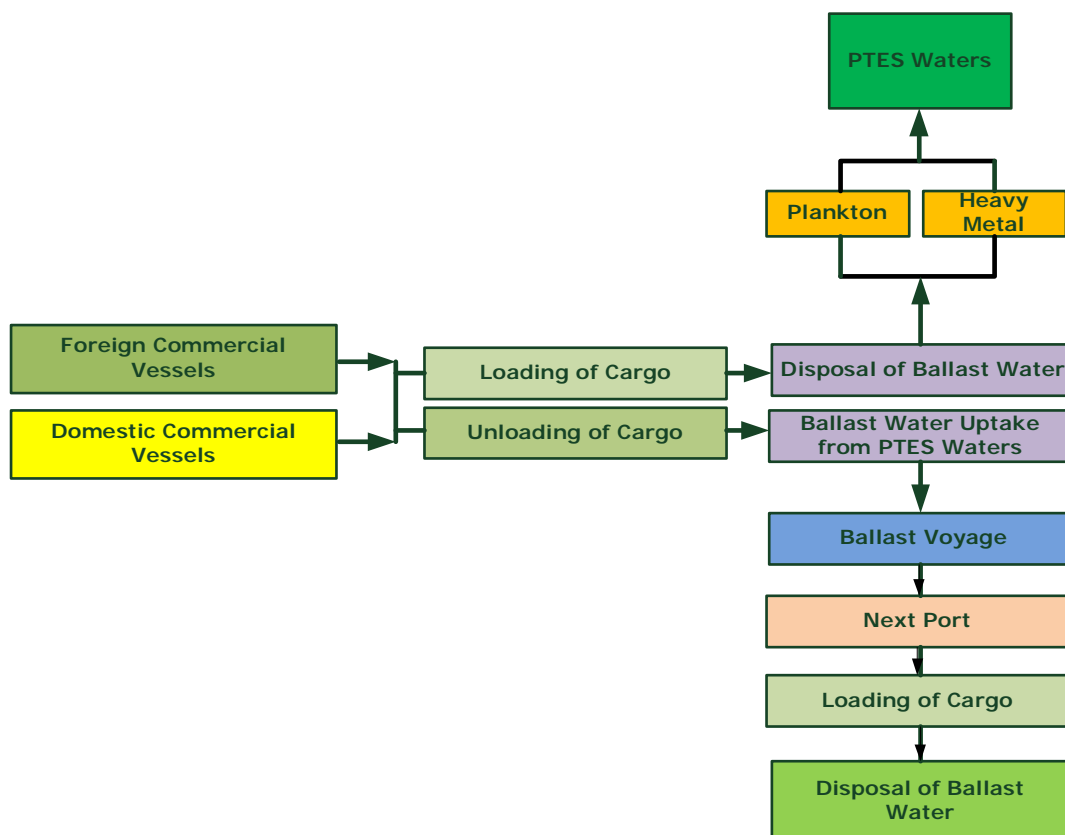 PTES Waters
Plankton
Heavy
Metal
Foreign Commercial
Vessels
Loading of Cargo
Disposal of Ballast Water
Domestic Commercial
Vessels
Unloading of Cargo
Ballast Water Uptake
from PTES Waters
Ballast Voyage
Next Port
Loading of Cargo
Disposal of Ballast
Water